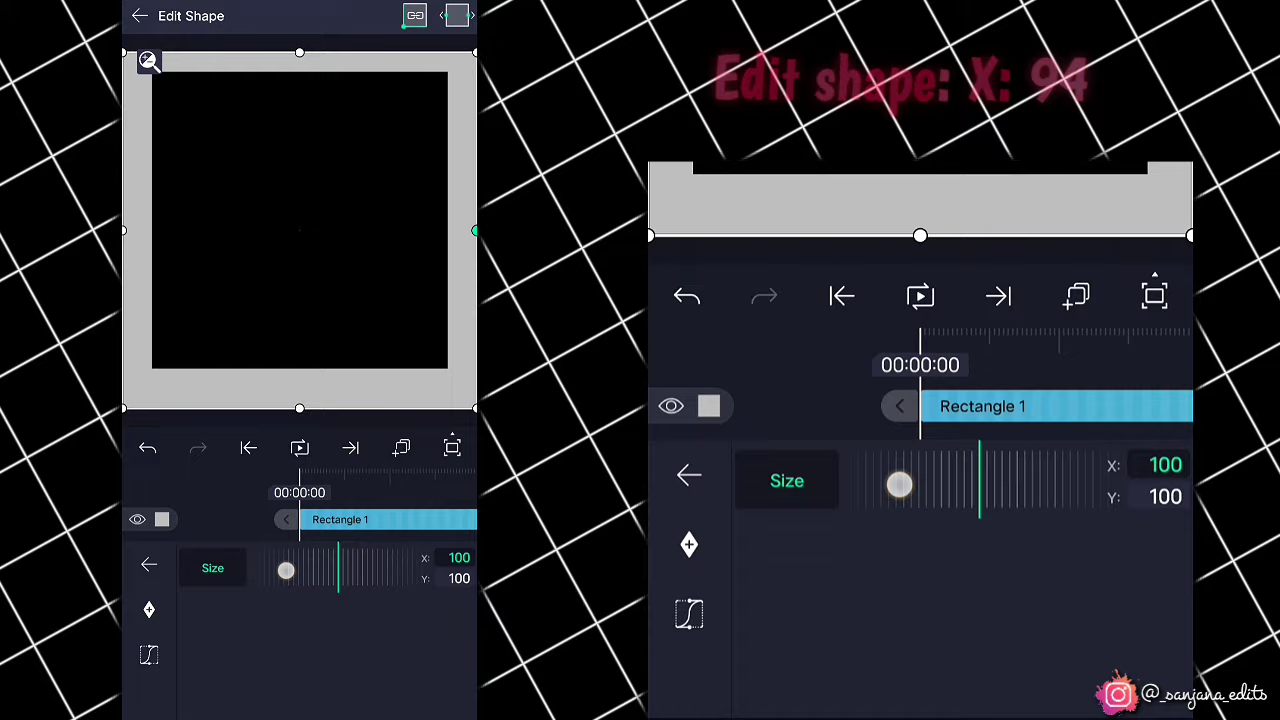 Edit Shape
00:00:00
Rectangle 1
Size
X: 100
Y: 100
Edit shape: X: 94
00:00:00
Rectangle 1
Size
X: 100
Y: 100
@_sanjana_edits